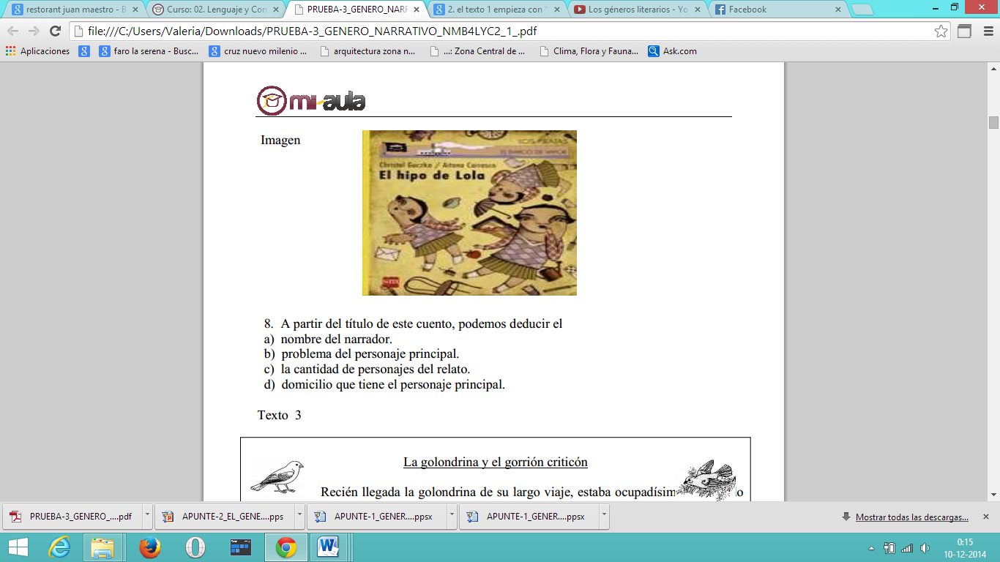 restorant juan maestro - B
Curso: 02. Lenguaje y Con
PRUEBA-3_GENERO_NARR
2. el texto 1 empieza con "
Los géneros literarios - Yo
Facebook
file:///C:/Users/Valeria/Downloads/PRUEBA-3_GENERO_NARRATIVO_NMB4LYC2_1_.pdf
Aplicaciones
faro la serena - Busc...
cruz nuevo milenio ...
arquitectura zona n...
...: Zona Central de ...
Clima, Flora y Fauna...
Ask.com
mi-aula
Imagen
LOS PIRATAS
EL BARCO DE VAPOR
Christel Guczka / Aitana Carrasco
El hipo de Lola
sm
8. A partir del título de este cuento, podemos deducir el
a) nombre del narrador.
b) problema del personaje principal.
c) la cantidad de personajes del relato.
d) domicilio que tiene el personaje principal.
Texto 3
La golondrina y el gorrión criticón
Recién llegada la golondrina de su largo viaje, estaba ocupadísim
PRUEBA-3_GENERO_....pdf
APUNTE-2_EL_GENE....pps
APUNTE-1_GENER....ppsx
APUNTE-1_GENER....ppsx
Mostrar todas las descargas...
0:15
10-12-2014